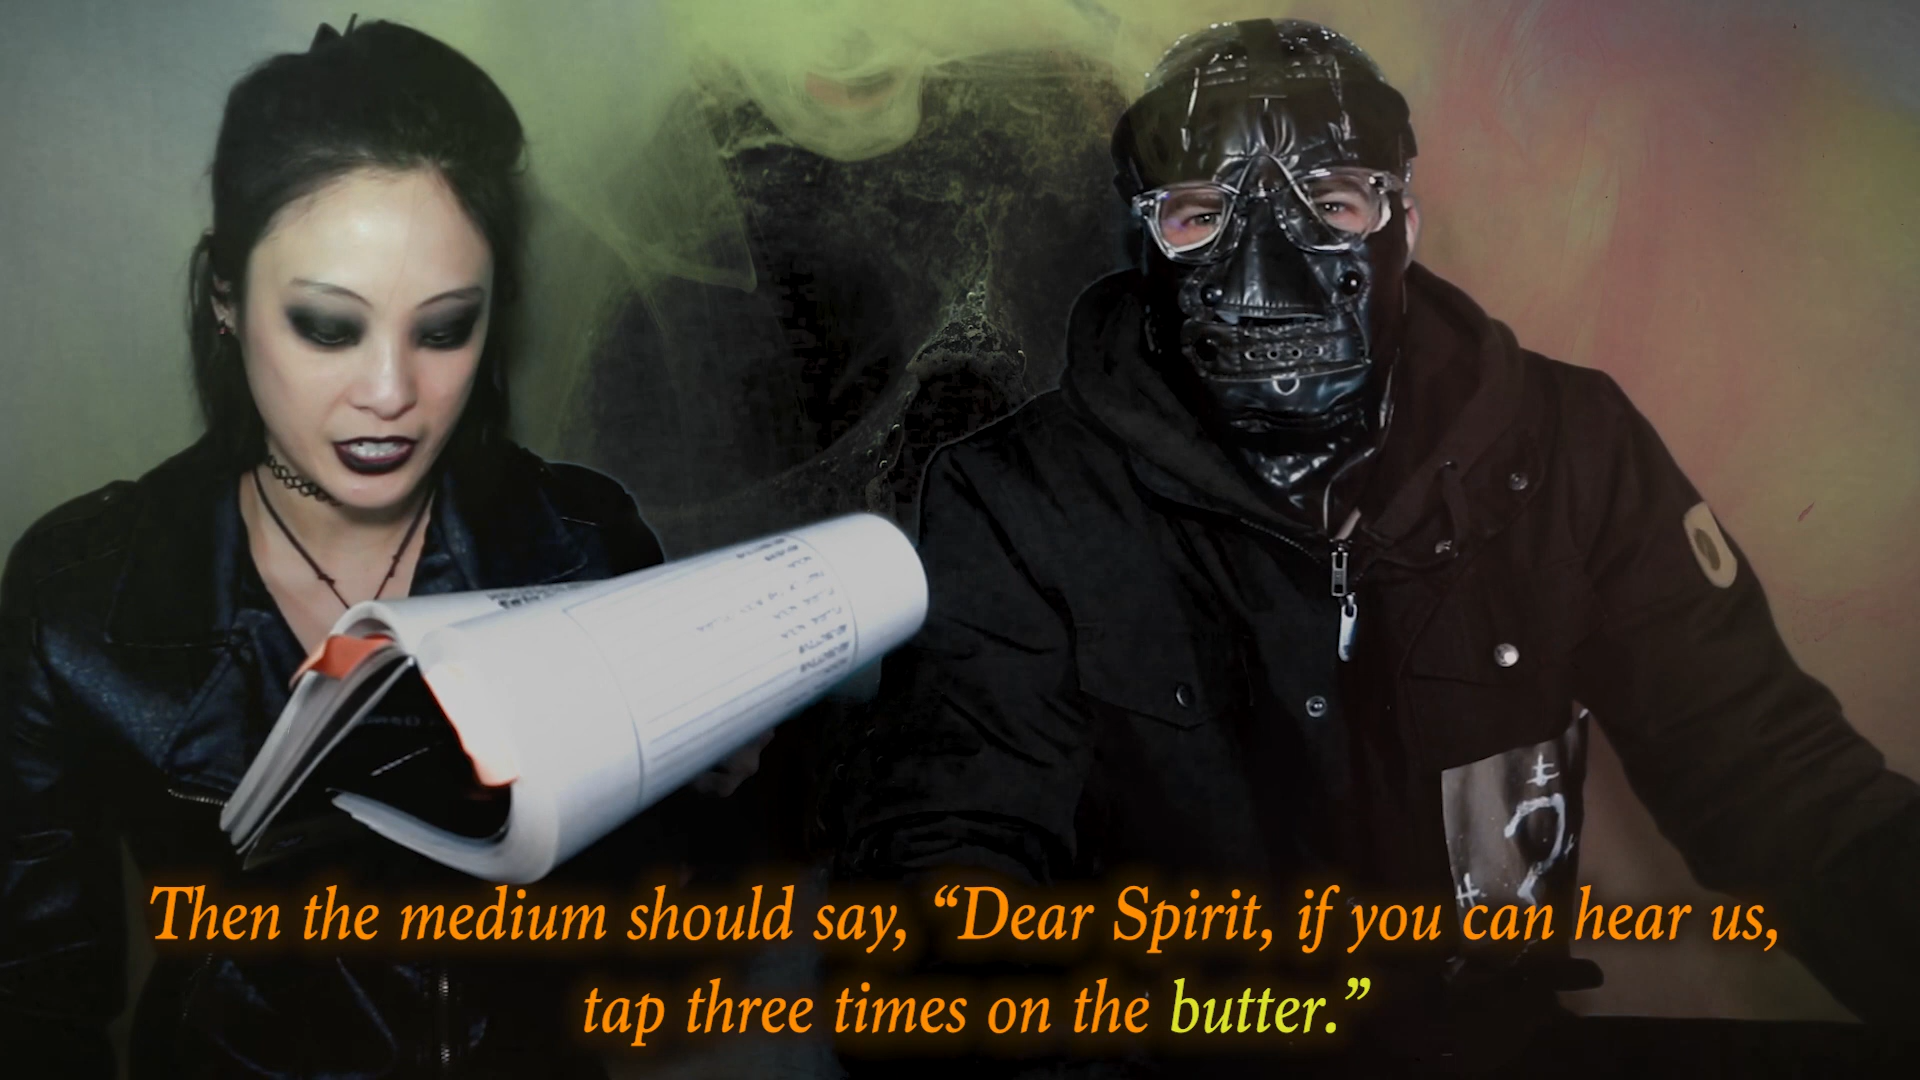 Then the medium should say, “Dear Spirit, if you can hear us,
tap three times on the butter.”